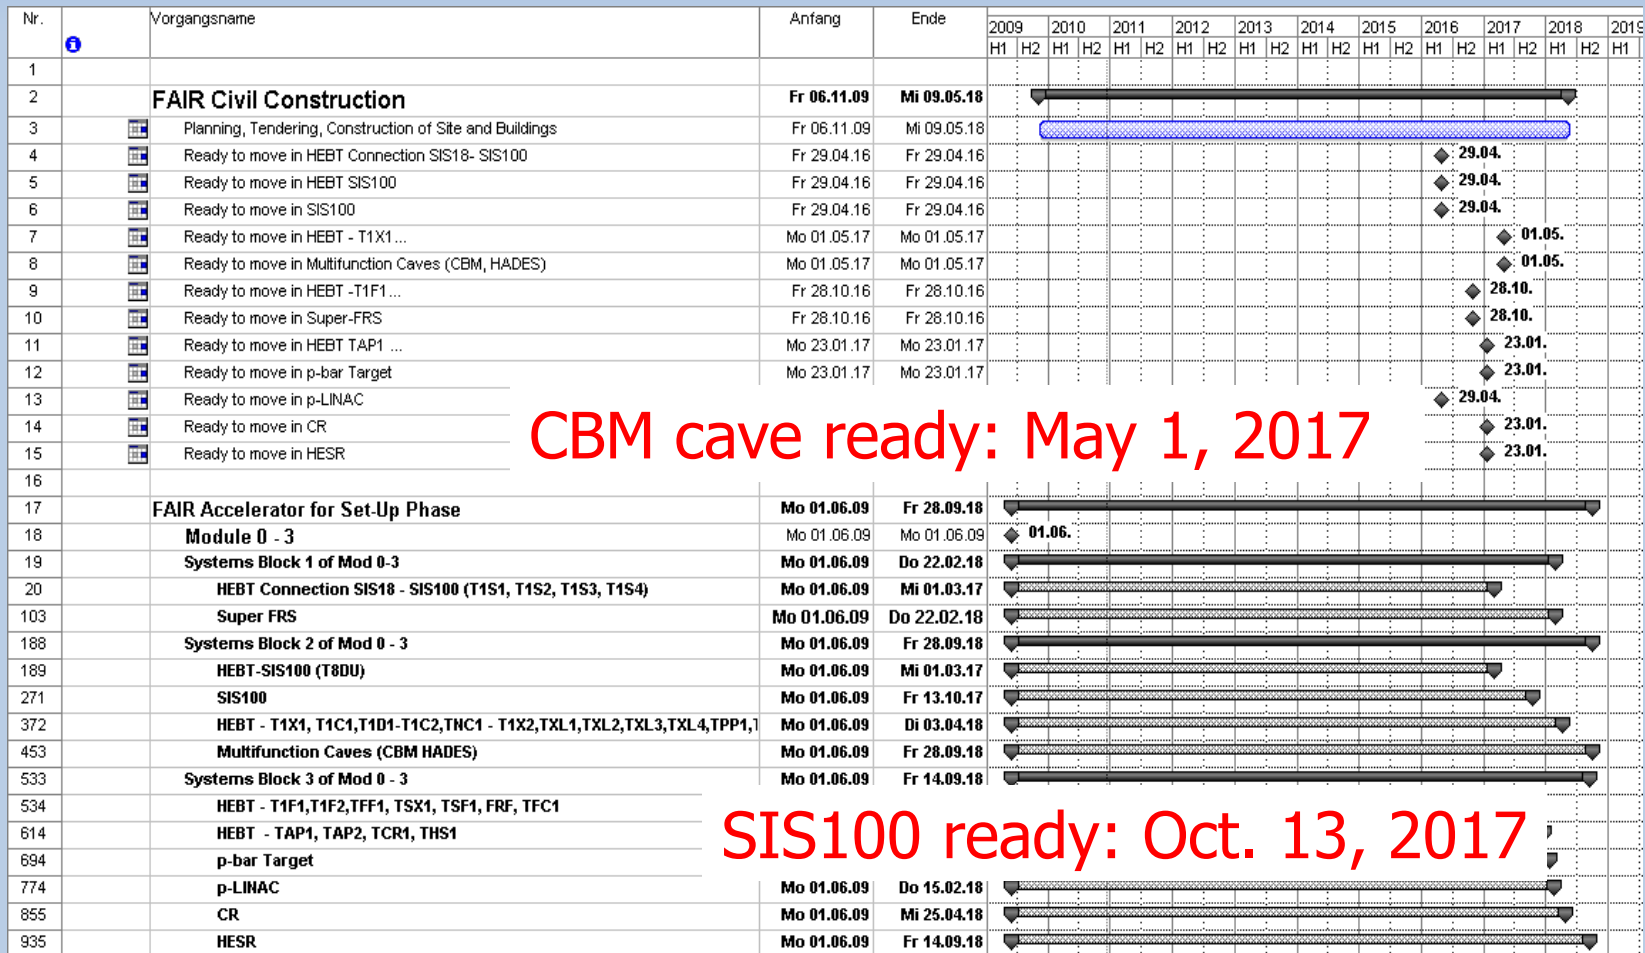 Nr. Vorgangsname Anfang Ende 2009 2010 2011 2012 2013 2014 2015 2016 2017 2018 2019
H1 H2 H1 H2 H1 H2 H1 H2 H1 H2 H1 H2 H1 H2 H1 H2 H1 H2 H1 H2 H1
1
2 FAIR Civil Construction Fr 06.11.09 Mi 09.05.18
3 Planning, Tendering, Construction of Site and Buildings Fr 06.11.09 Mi 09.05.18
4 Ready to move in HEBT Connection SIS18- SIS100 Fr 29.04.16 Fr 29.04.16 29.04.
5 Ready to move in HEBT SIS100 Fr 29.04.16 Fr 29.04.16 29.04.
6 Ready to move in SIS100 Fr 29.04.16 Fr 29.04.16 29.04.
7 Ready to move in HEBT - T1X1... Mo 01.05.17 Mo 01.05.17 01.05.
8 Ready to move in Multifunction Caves (CBM, HADES) Mo 01.05.17 Mo 01.05.17 01.05.
9 Ready to move in HEBT -T1F1... Fr 28.10.16 Fr 28.10.16 28.10.
10 Ready to move in Super-FRS Fr 28.10.16 Fr 28.10.16 28.10.
11 Ready to move in HEBT TAP1 ... Mo 23.01.17 Mo 23.01.17 23.01.
12 Ready to move in p-bar Target Mo 23.01.17 Mo 23.01.17 23.01.
13 Ready to move in p-LINAC 29.04.
14 Ready to move in CR 23.01.
CBM cave ready: May 1, 2017
15 Ready to move in HESR 23.01.
16
17 FAIR Accelerator for Set-Up Phase Mo 01.06.09 Fr 28.09.18
18 Module 0 - 3 Mo 01.06.09 Mo 01.06.09 01.06.
19 Systems Block 1 of Mod 0-3 Mo 01.06.09 Do 22.02.18
20 HEBT Connection SIS18 - SIS100 (T1S1, T1S2, T1S3, T1S4) Mo 01.06.09 Mi 01.03.17
103 Super FRS Mo 01.06.09 Do 22.02.18
188 Systems Block 2 of Mod 0 - 3 Mo 01.06.09 Fr 28.09.18
189 HEBT-SIS100 (T8DU) Mo 01.06.09 Mi 01.03.17
271 SIS100 Mo 01.06.09 Fr 13.10.17
372 HEBT - T1X1, T1C1,T1D1-T1C2,TNC1 - T1X2,TXL1,TXL2,TXL3,TXL4,TPP1, Mo 01.06.09 Di 03.04.18
453 Multifunction Caves (CBM HADES) Mo 01.06.09 Fr 28.09.18
533 Systems Block 3 of Mod 0 - 3 Mo 01.06.09 Fr 14.09.18
534 HEBT - T1F1,T1F2,TFF1, TSX1, TSF1, FRF, TFC1
614 HEBT - TAP1, TAP2, TCR1, THS1
SIS100 ready: Oct. 13, 2017
694 p-bar Target
774 p-LINAC Mo 01.06.09 Do 15.02.18
855 CR Mo 01.06.09 Mi 25.04.18
935 HESR Mo 01.06.09 Fr 14.09.18